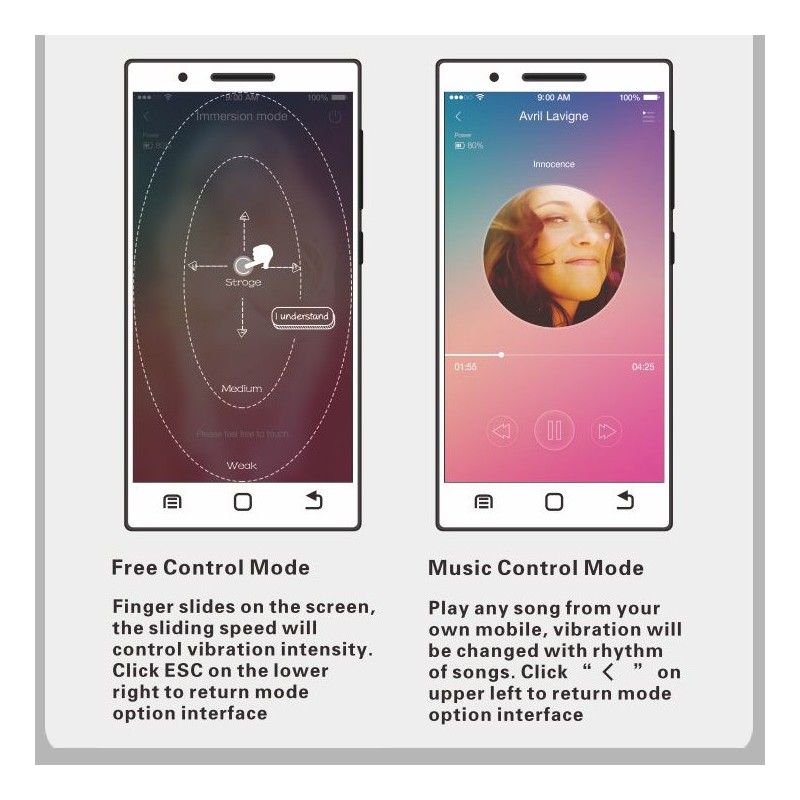 9:00 AM 100%
Immersion mode
Power
80%
Stroge
I understand
Medium
Please feel free to touch
Weak
9:00 AM 100%
Avril Lavigne
Power
80%
Innocence
01:55 04:25
Free Control Mode
Finger slides on the screen,
the sliding speed will
control vibration intensity.
Click ESC on the lower
right to return mode
option interface
Music Control Mode
Play any song from your
own mobile, vibration will
be changed with rhythm
of songs. Click “ < ” on
upper left to return mode
option interface